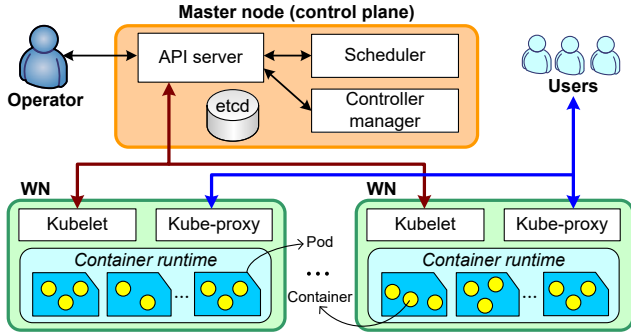 Master node (control plane)
API server
Scheduler
Operator
etcd
Controller
manager
Users
WN
WN
Kubelet
Kube-proxy
Kubelet
Kube-proxy
Container runtime
Pod
Container runtime
...
...
...
Container